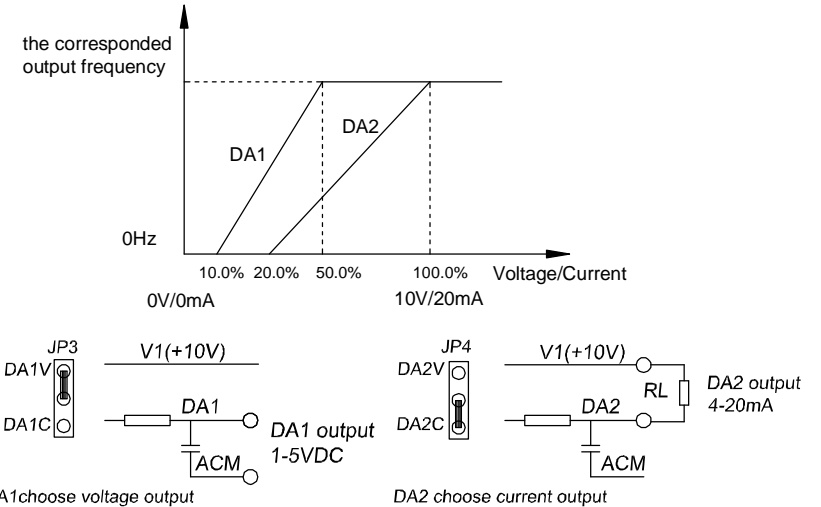 the corresponded
output frequency
DA1
DA2
0Hz
10.0% 20.0% 50.0% 100.0% Voltage/Current
0V/0mA 10V/20mA
JP3
DA1V
DA1C
V1(+10V)
DA1
ACM
DA1 output
1-5VDC
A1choose voltage output
JP4
DA2V
DA2C
V1(+10V)
RL
DA2
ACM
DA2 output
4-20mA
DA2 choose current output